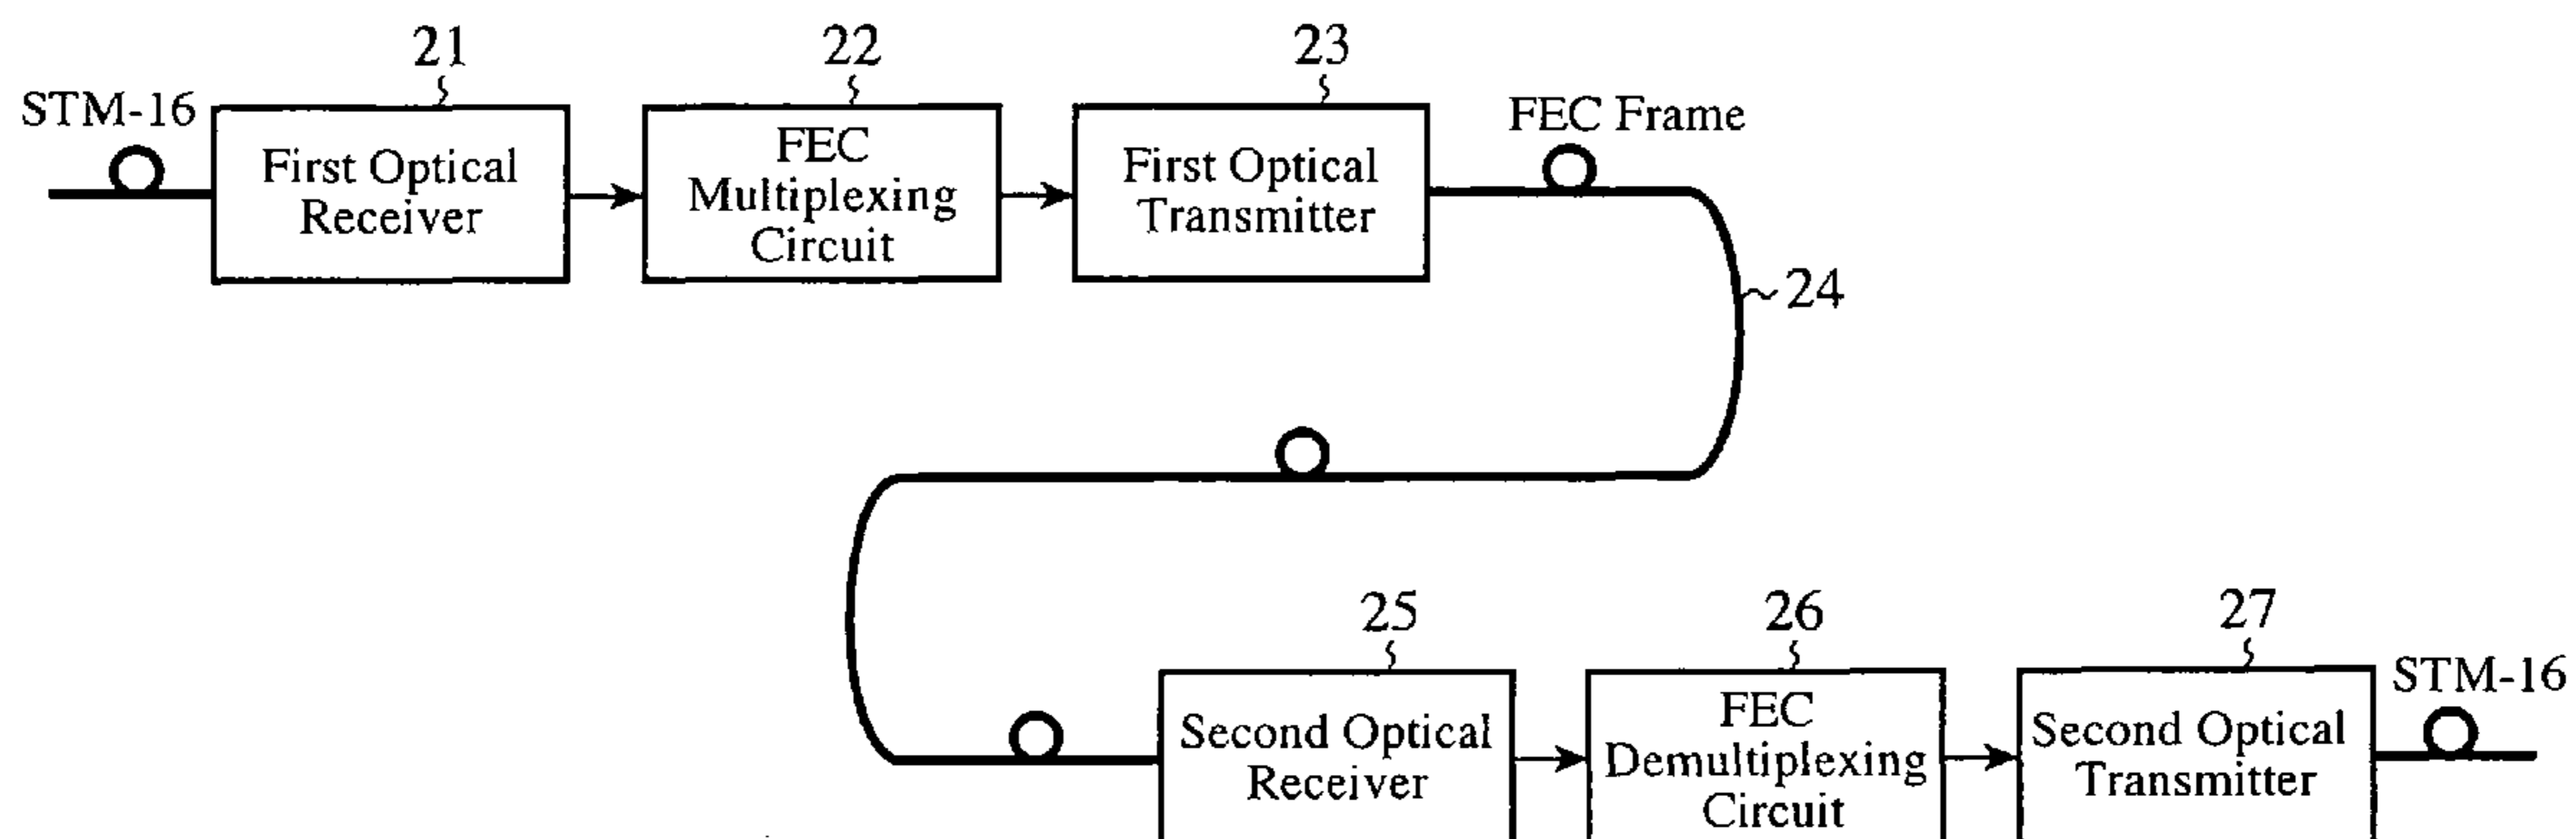 21
22
23
STM-16
First Optical
Receiver
FEC
Multiplexing
Circuit
First Optical
Transmitter
FEC Frame
24
25
26
27
Second Optical
Receiver
FEC
Demultiplexing
Circuit
Second Optical
Transmitter
STM-16